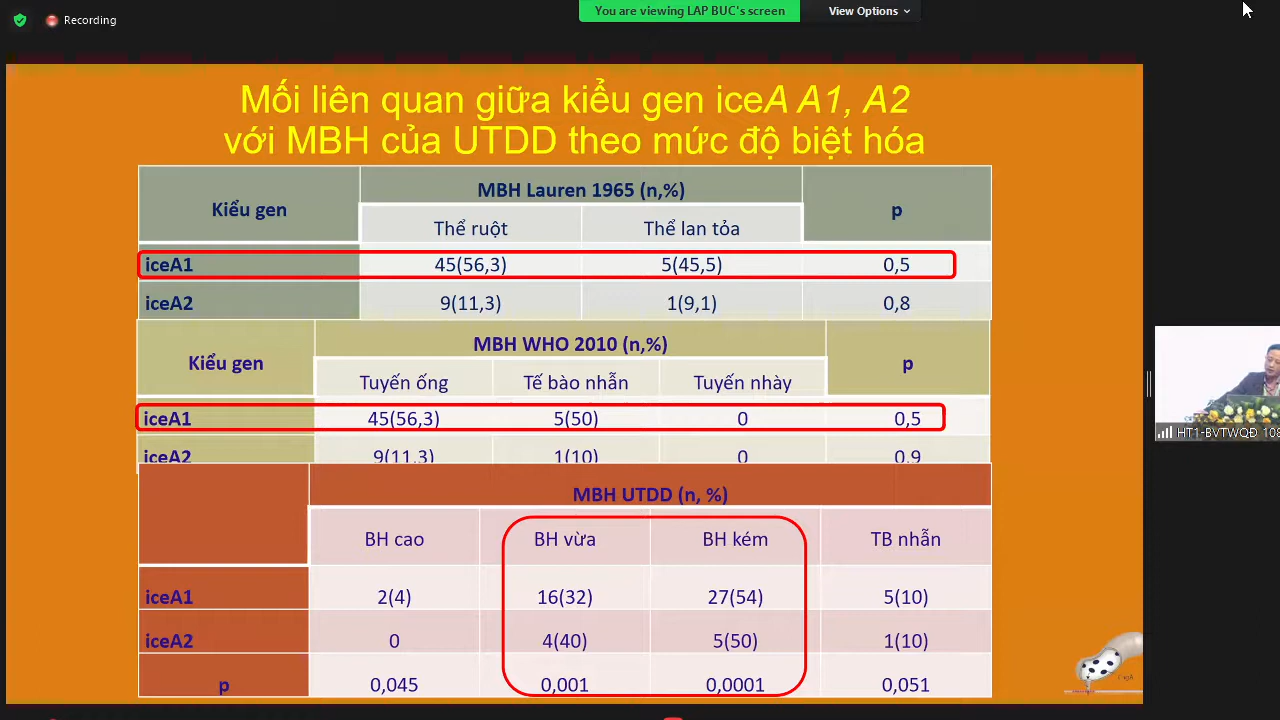 Recording
You are viewing LAP BUC's screen
View Options
Mối liên quan giữa kiểu gen iceA A1, A2
với MBH của UTDD theo mức độ biệt hóa
Kiểu gen
MBH Lauren 1965 (n,%)
p
Thể ruột
Thể lan tỏa
iceA1 45(56,3) 5(45,5) 0,5
iceA2 9(11,3) 1(9,1) 0,8
Kiểu gen
MBH WHO 2010 (n,%)
p
Tuyến ống
Tế bào nhẫn
Tuyến nhày
iceA1 45(56,3) 5(50) 0 0,5
iceA2 9(11,3) 1(10) 0 0,9
MBH UTDD (n, %)
BH cao BH vừa BH kém TB nhẫn
iceA1 2(4) 16(32) 27(54) 5(10)
iceA2 0 4(40) 5(50) 1(10)
p 0,045 0,001 0,0001 0,051
HT1-BVTWQĐ 108